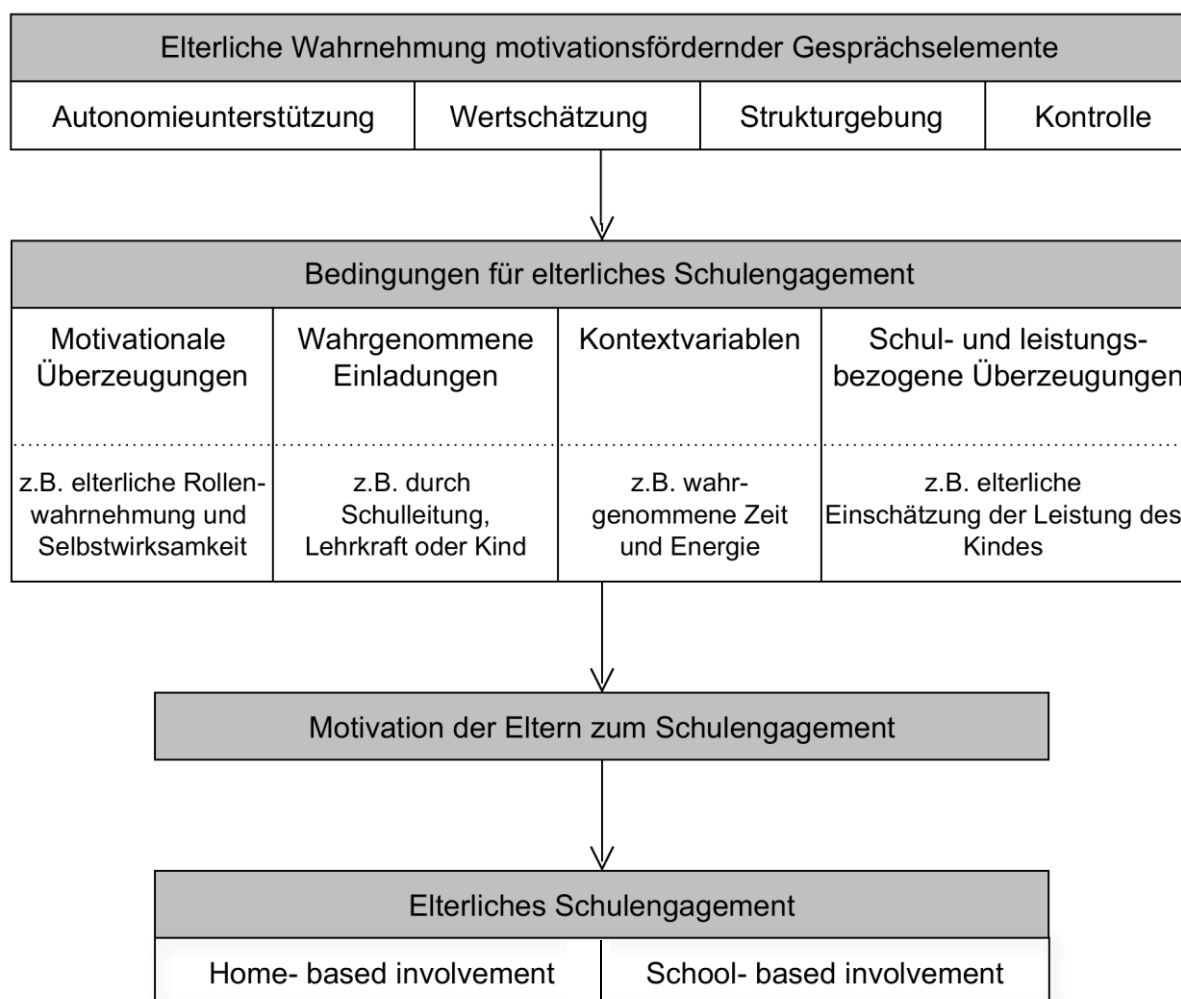 Elterliche Wahrnehmung motivationsfördernder Gesprächselemente
Autonomieunterstützung
Wertschätzung
Strukturgebung
Kontrolle
Bedingungen für elterliches Schulengagement
Motivationale
Überzeugungen
z.B. elterliche Rollen-
wahrnehmung und
Selbstwirksamkeit
Wahrgenommene
Einladungen
z.B. durch
Schulleitung,
Lehrkraft oder Kind
Kontextvariablen
z.B. wahr-
genommene Zeit
und Energie
Schul- und leistungs-
bezogene Überzeugungen
z.B. elterliche
Einschätzung der Leistung des
Kindes
Motivation der Eltern zum Schulengagement
Elterliches Schulengagement
Home- based involvement
School- based involvement